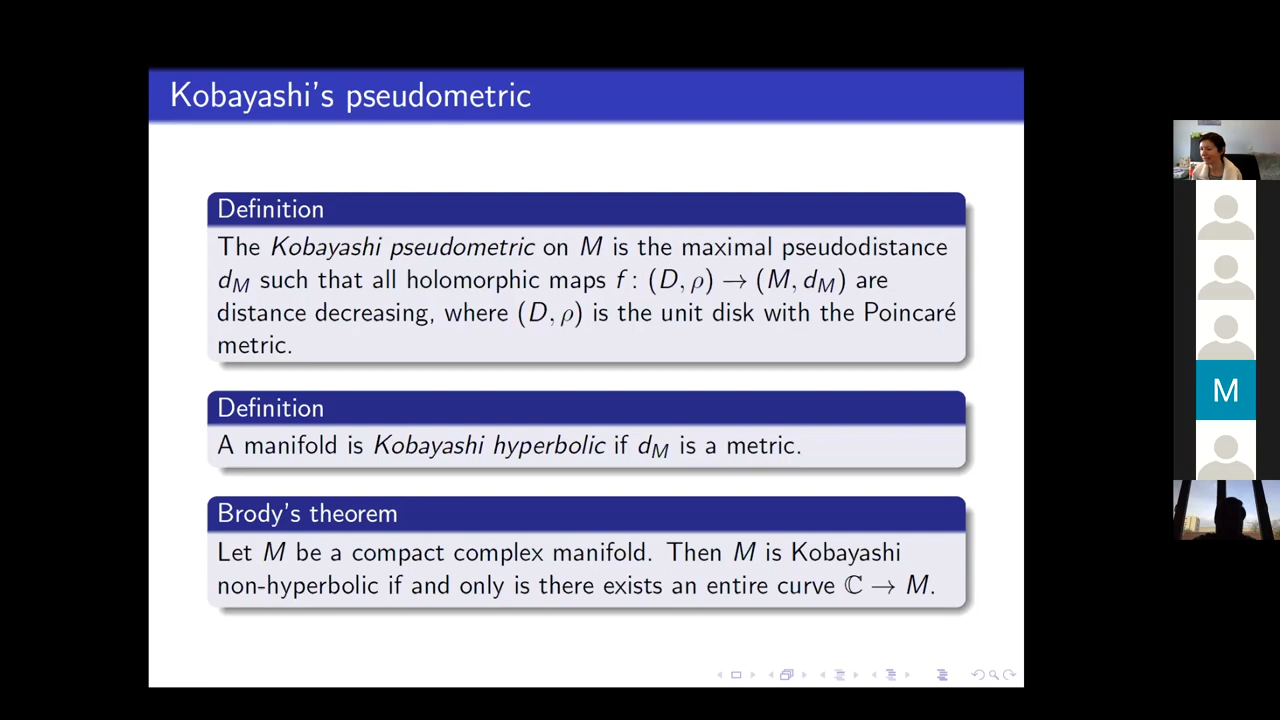 Kobayashi's pseudometric
Definition
The Kobayashi pseudometric on M is the maximal pseudodistance
d_M such that all holomorphic maps f : (D, ρ) → (M, d_M) are
distance decreasing, where (D, ρ) is the unit disk with the Poincaré
metric.
Definition
A manifold is Kobayashi hyperbolic if d_M is a metric.
Brody's theorem
Let M be a compact complex manifold. Then M is Kobayashi
non-hyperbolic if and only is there exists an entire curve ℂ → M.
M